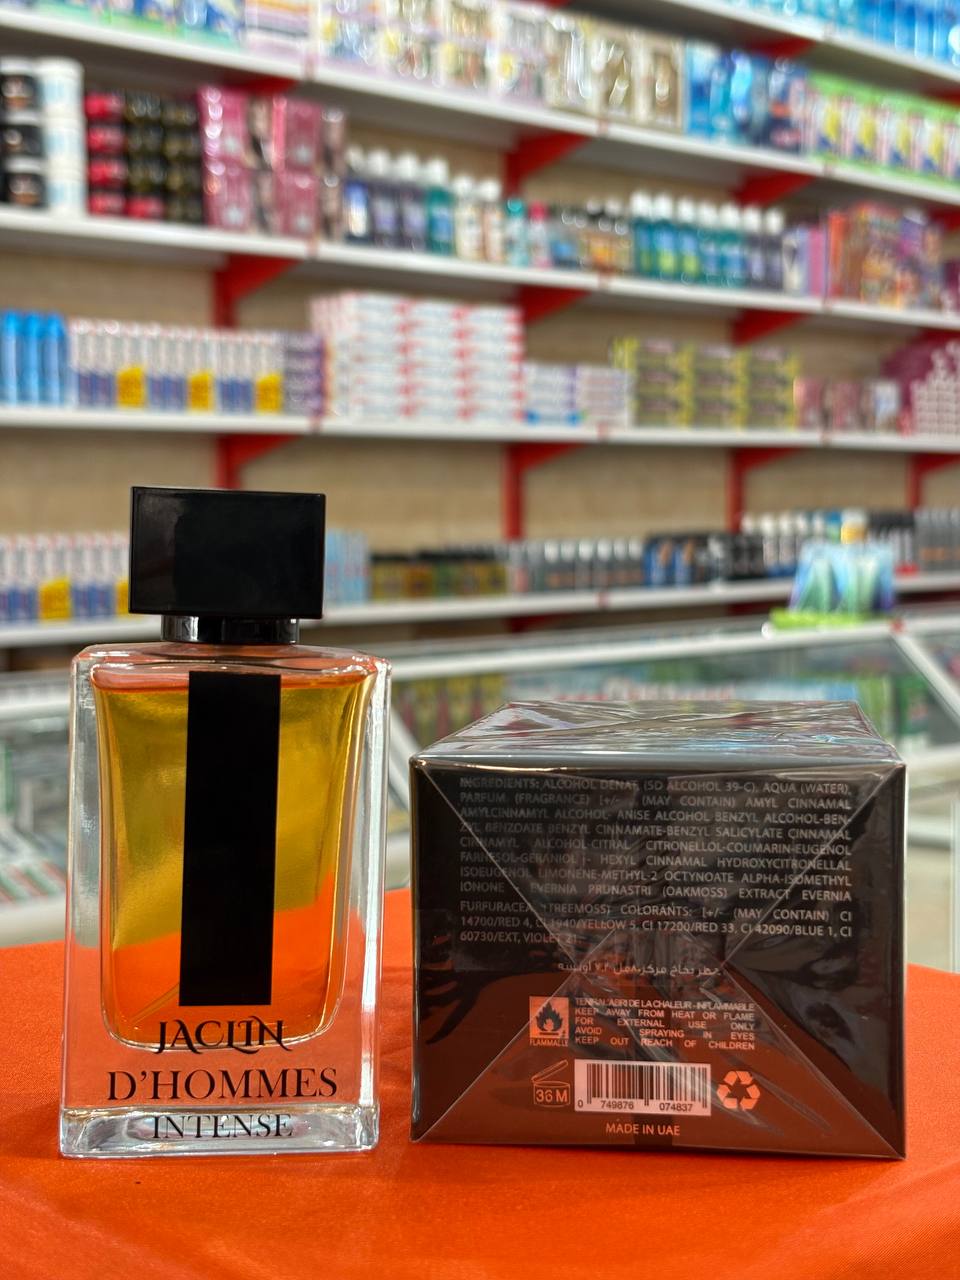 JACLIN
D'HOMMES
INTENSE
INGREDIENTS: ALCOHOL DENAT, (SD ALCOHOL 39-C), AQUA (WATER),
PARFUM (FRAGRANCE) [+/- (MAY CONTAIN) AMYL CINNAMAL
AMYLCINNAMYL ALCOHOL- ANISE ALCOHOL BENZYL ALCOHOL-BEN-
ZYL BENZOATE BENZYL CINNAMATE-BENZYL SALICYLATE CINNAMAL
CINNAMYL ALCOHOL-CITRAL CITRONELLOL-COUMARIN-EUGENOL
FARNESOL-GERANIOL HEXYL CINNAMAL HYDROXYCITRONELLAL
ISOEUGENOL LIMONENE-METHYL-2 OCTYNOATE ALPHA-ISOMETHYL
IONONE EVERNIA PRUNASTRI (OAKMOSS) EXTRACT EVERNIA
FURFURACEA (TREEMOSS) COLORANTS: [+/- (MAY CONTAIN) CI
14700/RED 4, CI 1940/YELLOW 5, CI 17200/RED 33, CI 42090/BLUE 1, CI
60730/EXT, VIOLET 2]
عطر بخاخ مركز
FLAMMABLE
KEEP AWAY FROM HEAT OR FLAME
FOR EXTERNAL USE ONLY
AVOID SPRAYING IN EYES
KEEP OUT REACH OF CHILDREN
36 M
0 749876 074837
MADE IN UAE